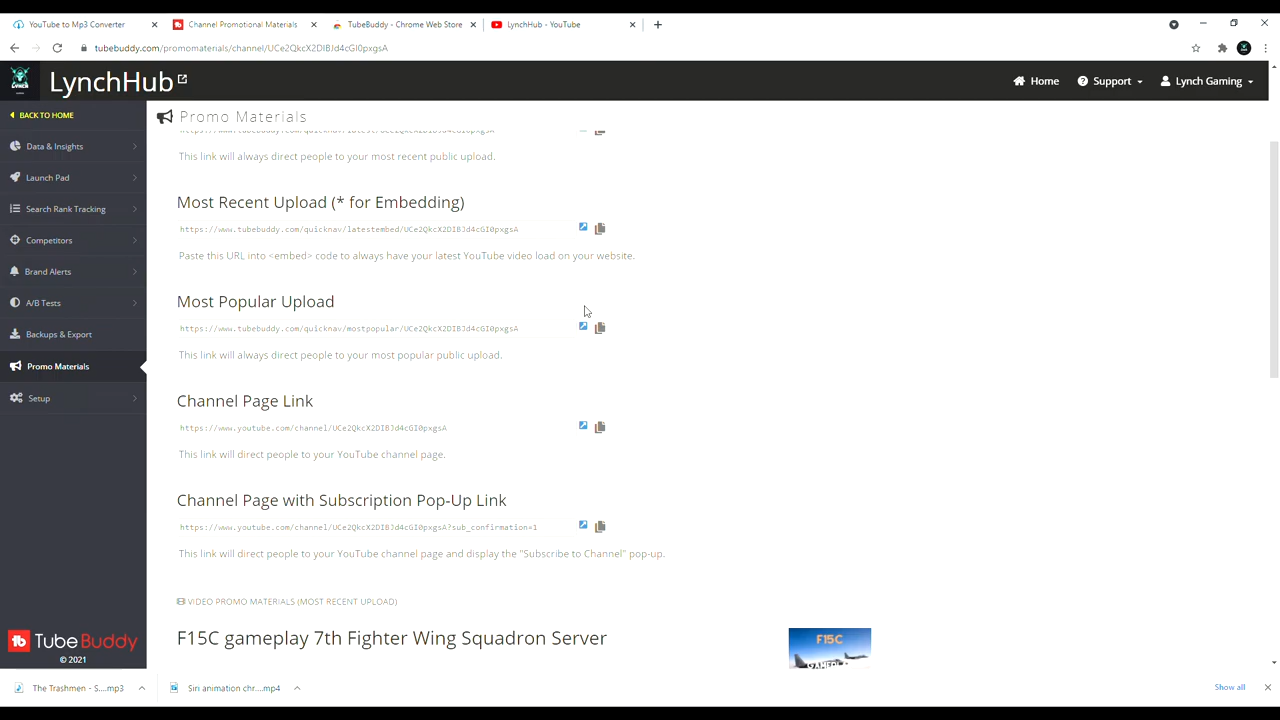 YouTube to Mp3 Converter
Channel Promotional Materials
TubeBuddy - Chrome Web Store
LynchHub - YouTube
tubebuddy.com/promomaterials/channel/UCe2QkcX2DIBJd4cGI0pxgsA
LYNCH
LynchHub
Home
Support
Lynch Gaming
BACK TO HOME
Data & Insights
Launch Pad
Search Rank Tracking
Competitors
Brand Alerts
A/B Tests
Backups & Export
Promo Materials
Setup
TubeBuddy
© 2021
Promo Materials
This link will always direct people to your most recent public upload.
Most Recent Upload (* for Embedding)
https://www.tubebuddy.com/quicknav/latestembed/UCe2QkcX2DIBJd4cGI0pxgsA
Paste this URL into <embed> code to always have your latest YouTube video load on your website.
Most Popular Upload
https://www.tubebuddy.com/quicknav/mostpopular/UCe2QkcX2DIBJd4cGI0pxgsA
This link will always direct people to your most popular public upload.
Channel Page Link
https://www.youtube.com/channel/UCe2QkcX2DIBJd4cGI0pxgsA
This link will direct people to your YouTube channel page.
Channel Page with Subscription Pop-Up Link
https://www.youtube.com/channel/UCe2QkcX2DIBJd4cGI0pxgsA?sub_confirmation=1
This link will direct people to your YouTube channel page and display the "Subscribe to Channel" pop-up.
VIDEO PROMO MATERIALS (MOST RECENT UPLOAD)
F15C gameplay 7th Fighter Wing Squadron Server
F15C
The Trashmen - S....mp3
Siri animation chr....mp4
Show all